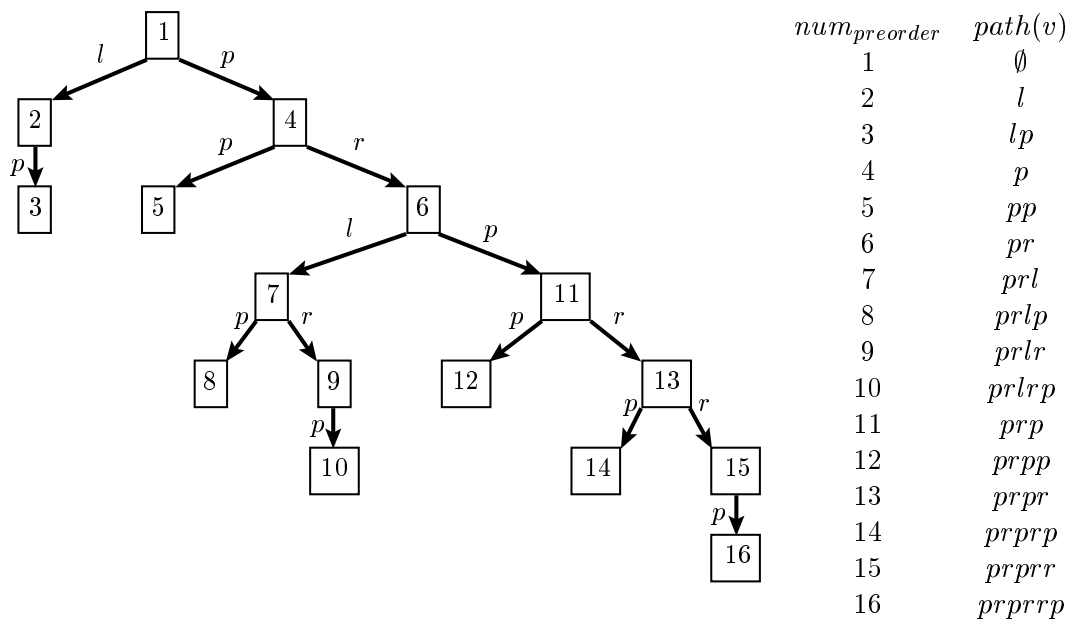 1
l p
2 4
p p r
3 5 6
l p
7 11
p r p r
8 9 12 13
p p r
10 14 15
p
16
num_{preorder} path(v)
1 ∅
2 l
3 lp
4 p
5 pp
6 pr
7 prl
8 prlp
9 prlr
10 prlrp
11 prp
12 prpp
13 prpr
14 prprp
15 prprr
16 prprrp